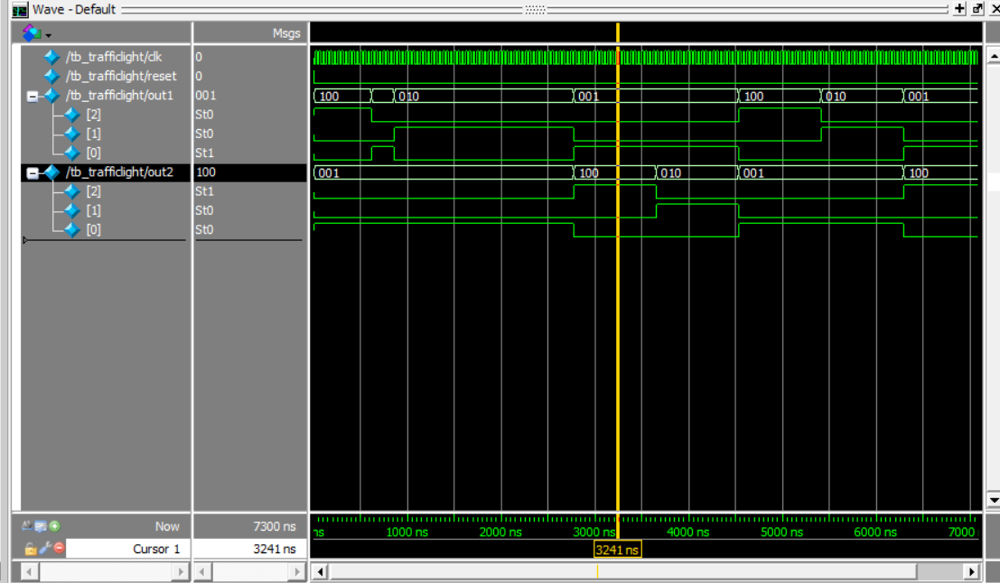 Wave - Default
Msgs
/tb_trafficlight/clk 0
/tb_trafficlight/reset 0
/tb_trafficlight/out1 001 100 010 001 100 010 001
[2] St0
[1] St0
[0] St1
/tb_trafficlight/out2 100 001 100 010 001 100
[2] St1
[1] St0
[0] St0
Now 7300 ns ns 1000 ns 2000 ns 3000 ns 4000 ns 5000 ns 6000 ns 7000
Cursor 1 3241 ns 3241 ns